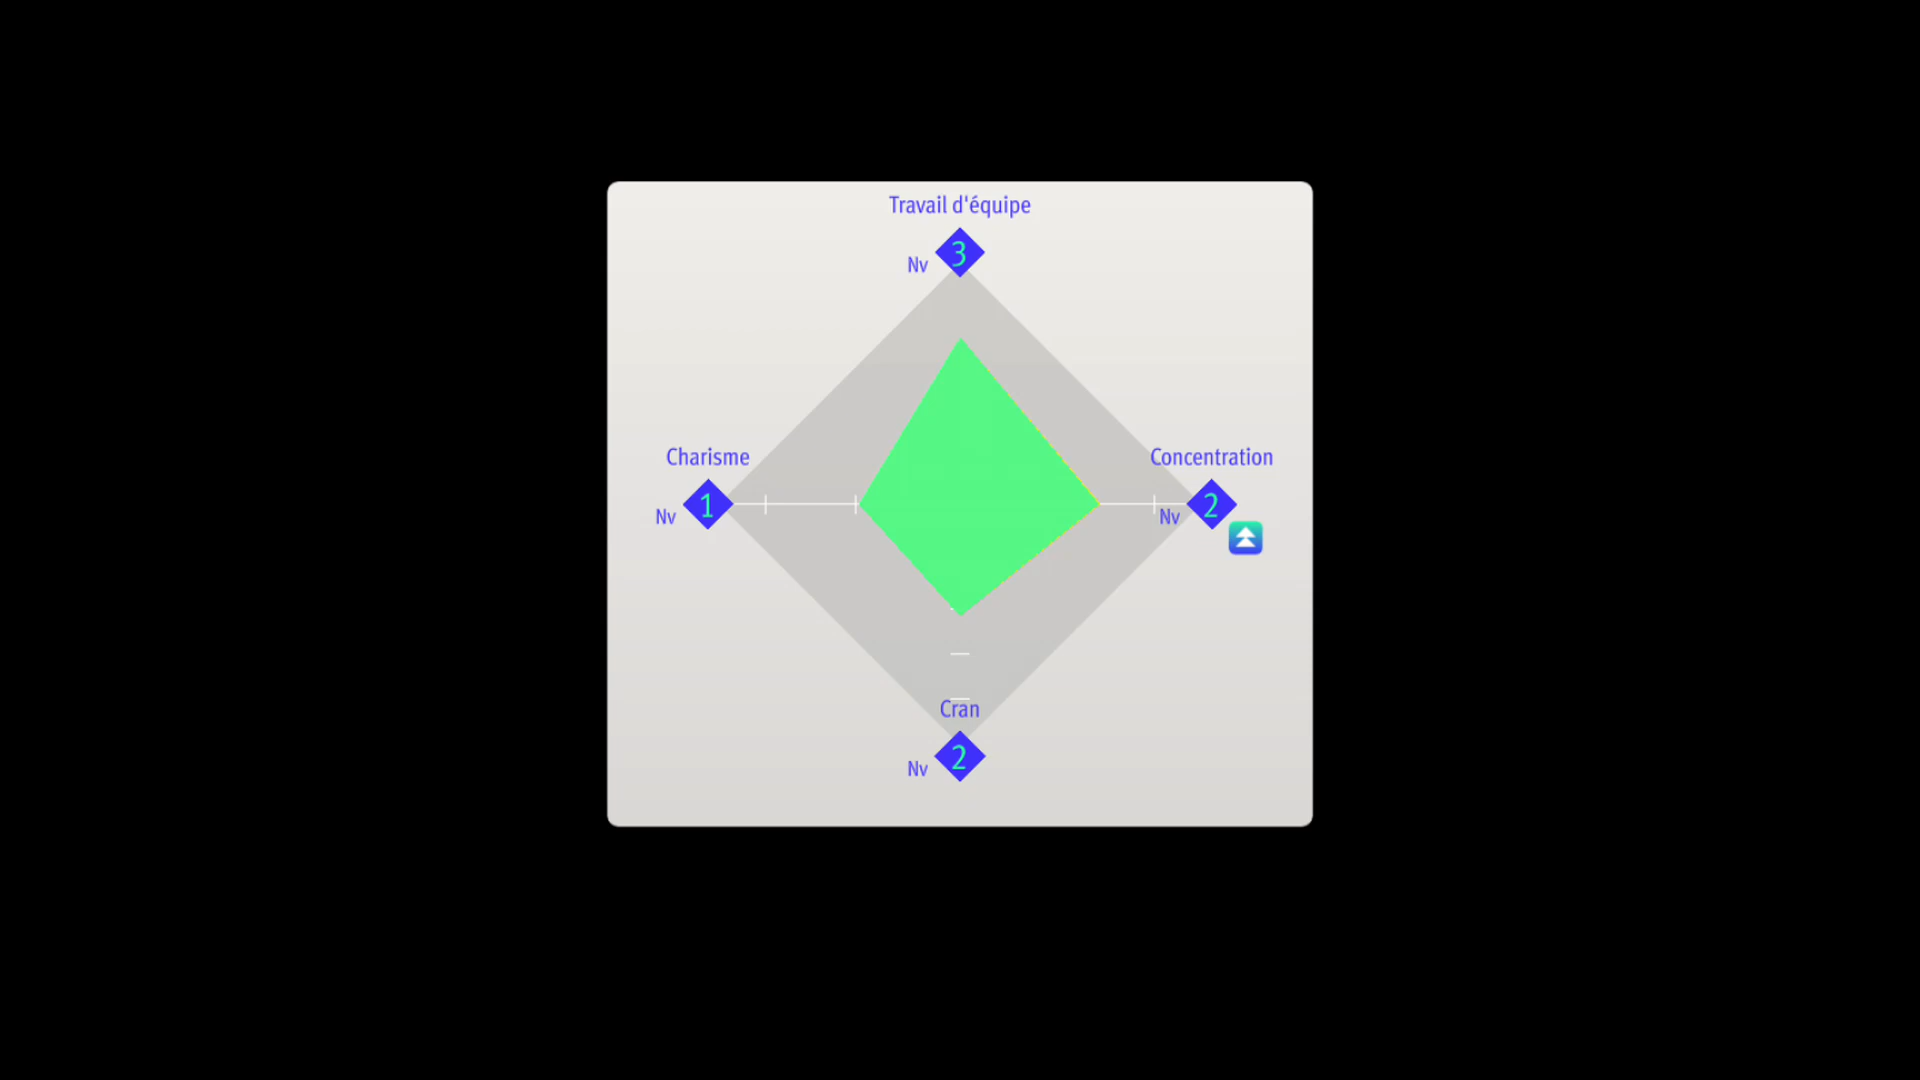 Travail d'équipe
Nv 3
Charisme
Nv 1
Concentration
Nv 2
Cran
Nv 2